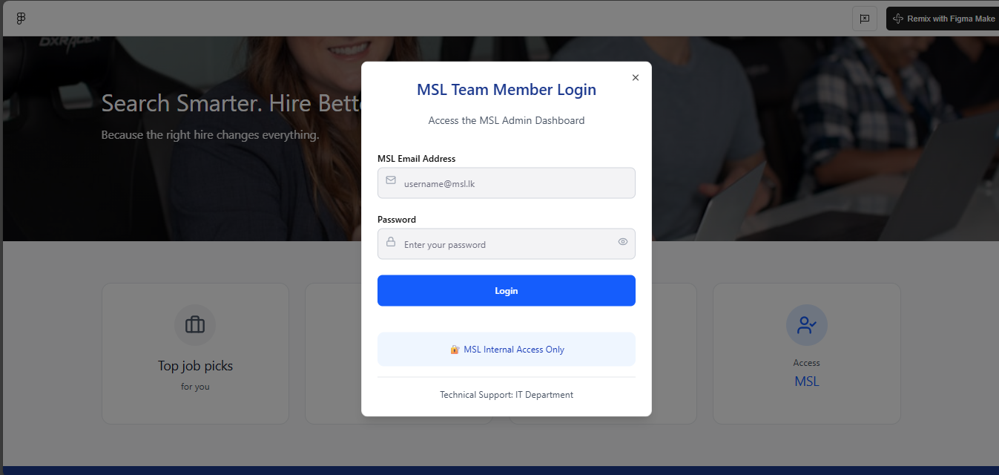 Remix with Figma Make
DXRACER
Search Smarter. Hire Bett
Because the right hire changes everything.
MSL Team Member Login
Access the MSL Admin Dashboard
MSL Email Address
username@msl.lk
Password
Enter your password
Login
MSL Internal Access Only
Technical Support: IT Department
Top job picks
for you
Access
MSL